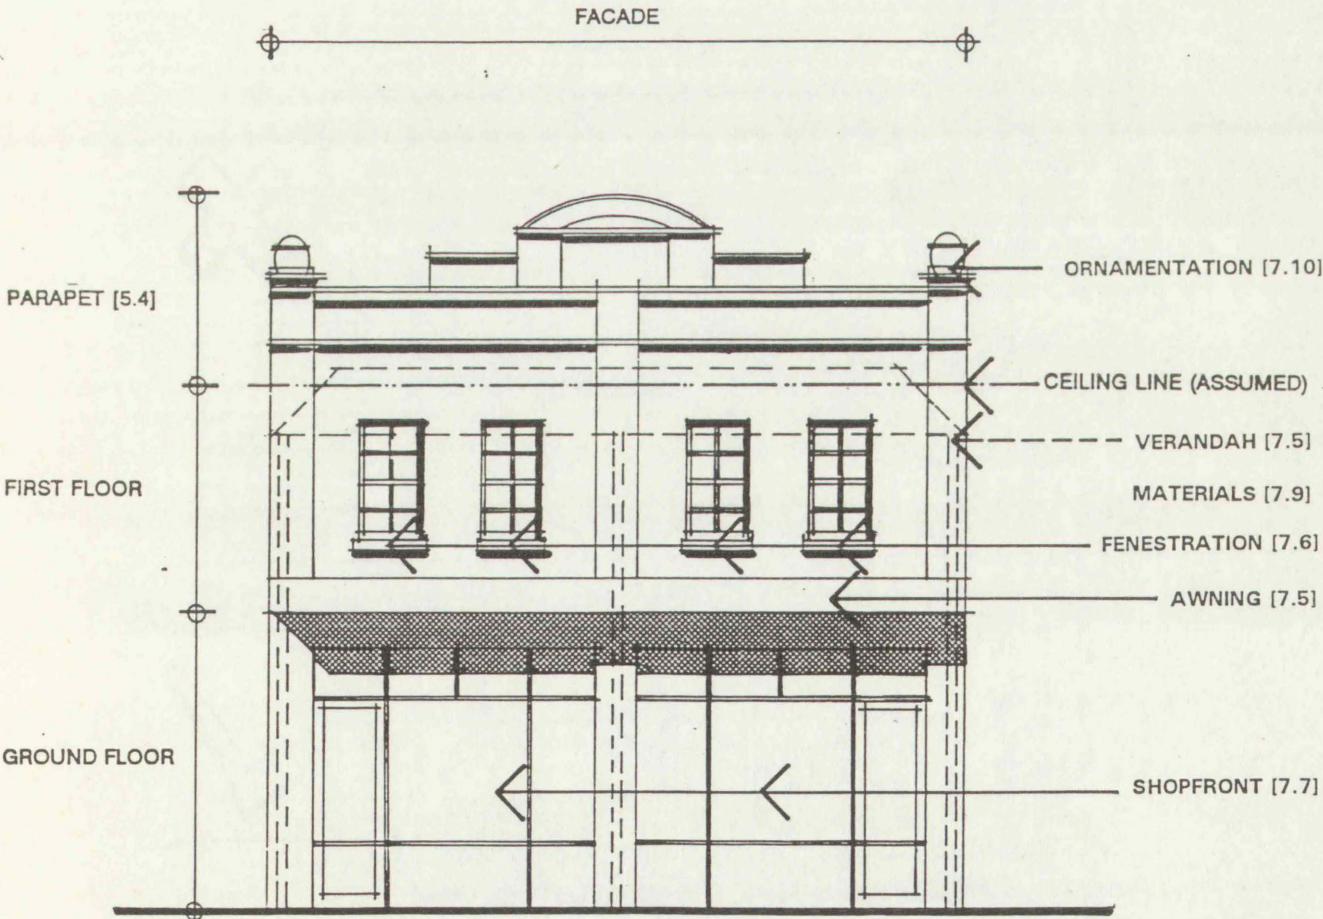 FACADE
PARAPET [5.4]
FIRST FLOOR
GROUND FLOOR
ORNAMENTATION [7.10]
CEILING LINE (ASSUMED)
VERANDAH [7.5]
MATERIALS [7.9]
FENESTRATION [7.6]
AWNING [7.5]
SHOPFRONT [7.7]